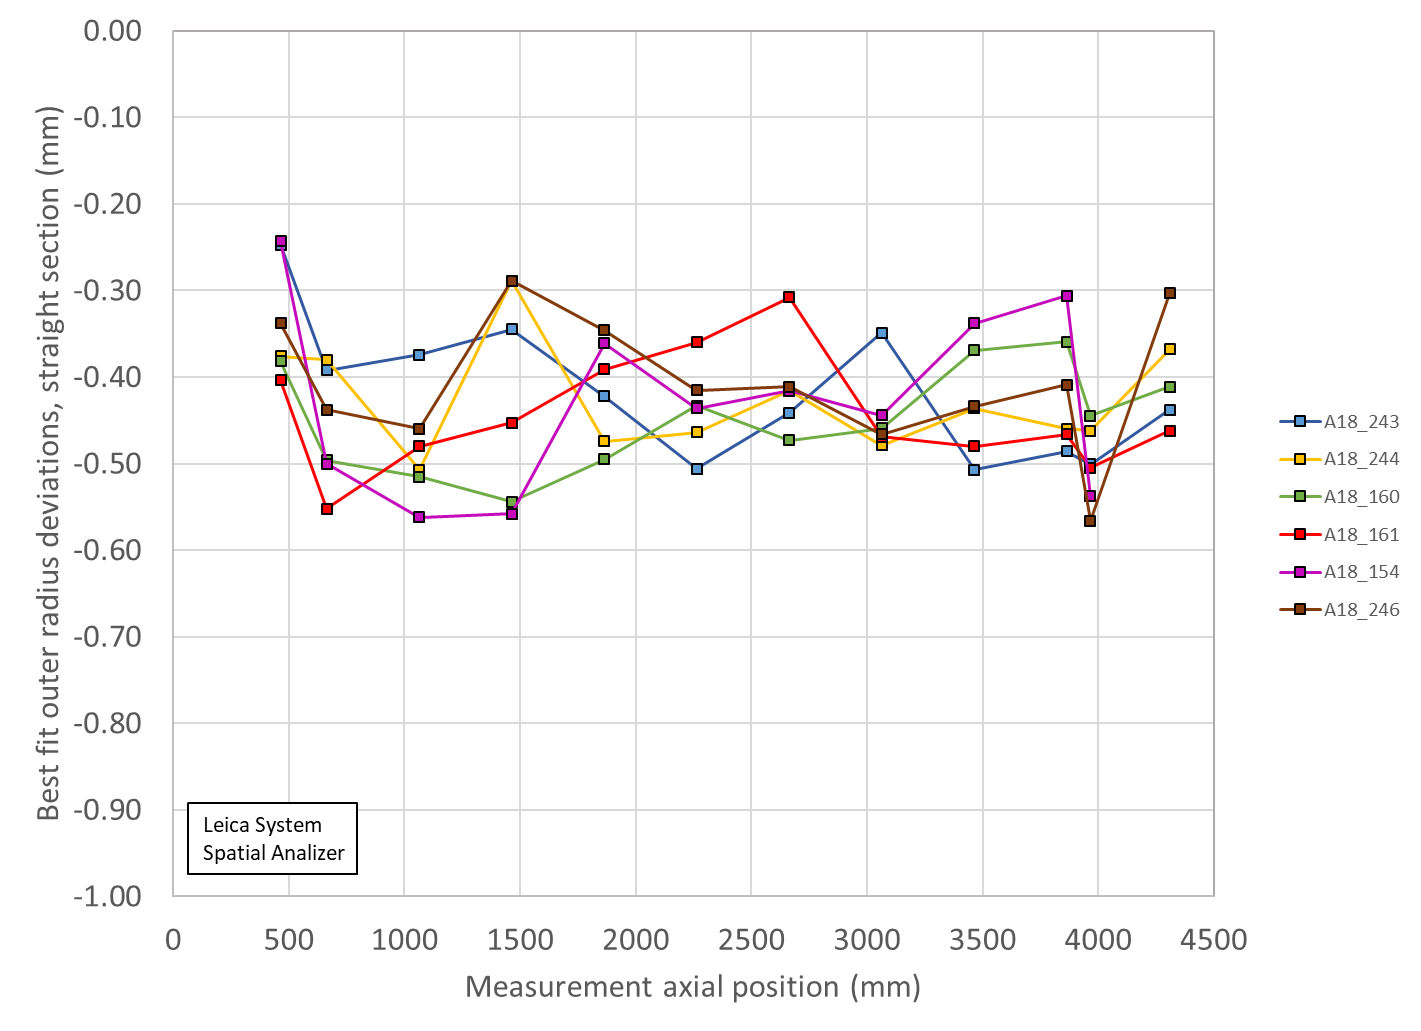 0.00
-0.10
-0.20
-0.30
-0.40
-0.50
-0.60
-0.70
-0.80
-0.90
-1.00
Best fit outer radius deviations, straight section (mm)
Leica System
Spatial Analizer
0 500 1000 1500 2000 2500 3000 3500 4000 4500
Measurement axial position (mm)
A18_243
A18_244
A18_160
A18_161
A18_154
A18_246